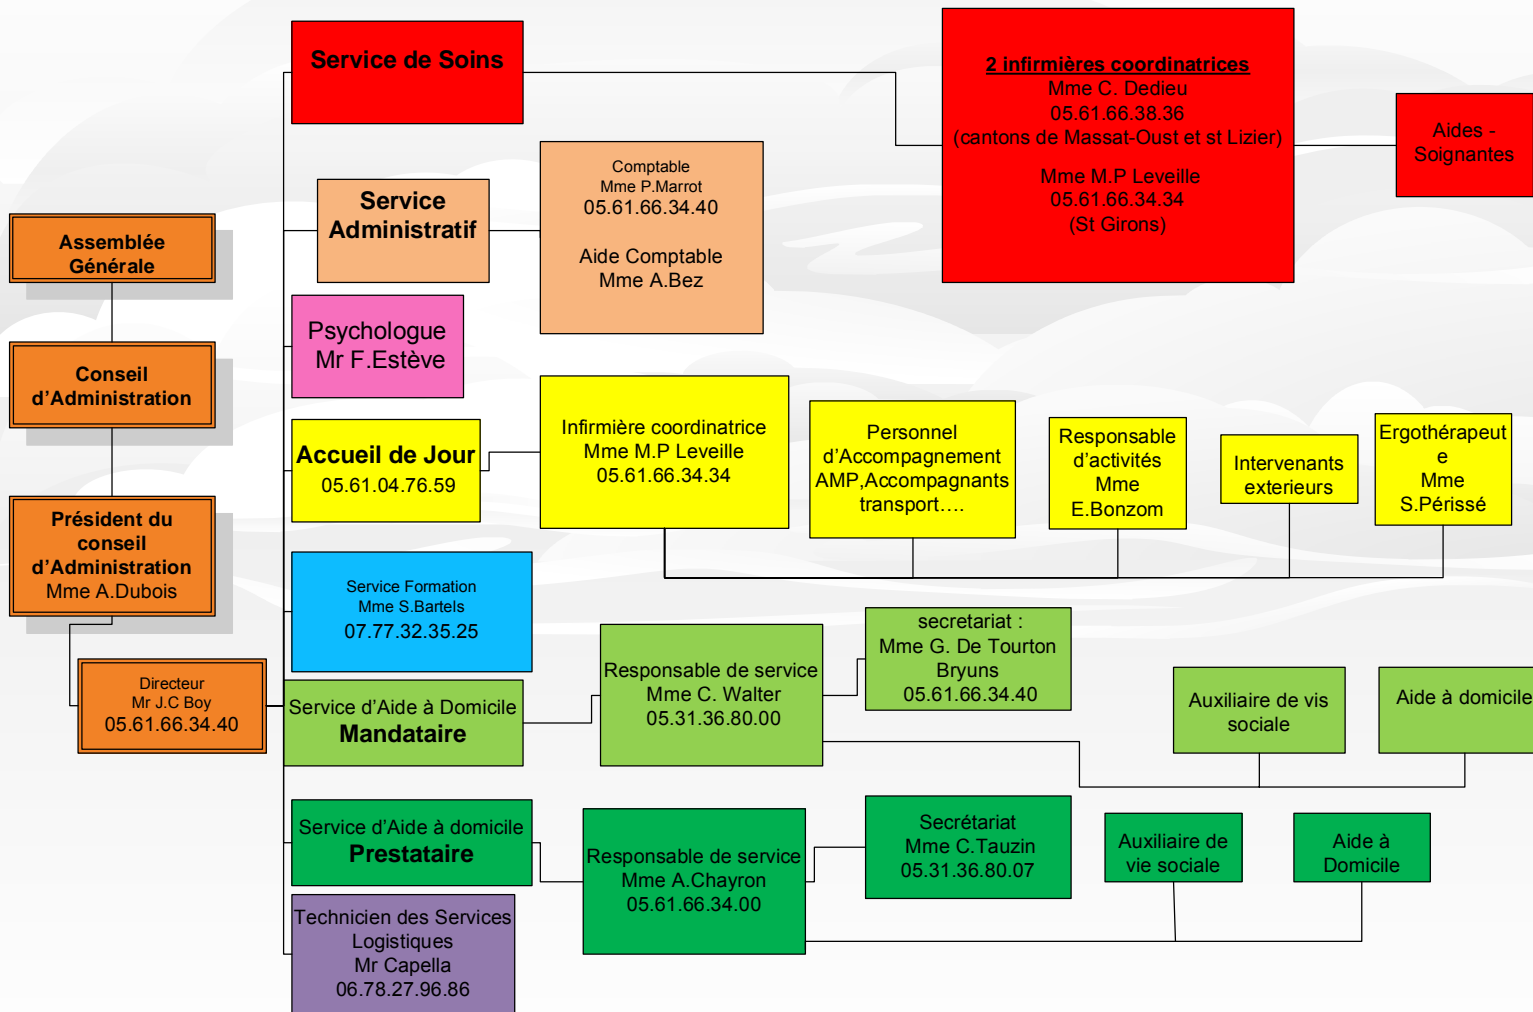 Service de Soins
2 infirmières coordinatrices
Mme C. Dedieu
05.61.66.38.36
(cantons de Massat-Oust et st Lizier)
Mme M.P Leveille
05.61.66.34.34
(St Girons)
Aides -
Soignantes
Service
Administratif
Comptable
Mme P.Marrot
05.61.66.34.40
Aide Comptable
Mme A.Bez
Assemblée
Générale
Conseil
d'Administration
Président du
conseil
d'Administration
Mme A.Dubois
Directeur
Mr J.C Boy
05.61.66.34.40
Psychologue
Mr F.Estève
Accueil de Jour
05.61.04.76.59
Infirmière coordinatrice
Mme M.P Leveille
05.61.66.34.34
Personnel
d'Accompagnement
AMP,Accompagnants
transport....
Responsable
d'activités
Mme
E.Bonzom
Intervenants
exterieurs
Ergothérapeut
e
Mme
S.Périssé
Service Formation
Mme S.Bartels
07.77.32.35.25
Service d'Aide à Domicile
Mandataire
Responsable de service
Mme C. Walter
05.31.36.80.00
secretariat :
Mme G. De Tourton
Bryuns
05.61.66.34.40
Auxiliaire de vis
sociale
Aide à domicile
Service d'Aide à domicile
Prestataire
Responsable de service
Mme A.Chayron
05.61.66.34.00
Secrétariat
Mme C.Tauzin
05.31.36.80.07
Auxiliaire de
vie sociale
Aide à
Domicile
Technicien des Services
Logistiques
Mr Capella
06.78.27.96.86